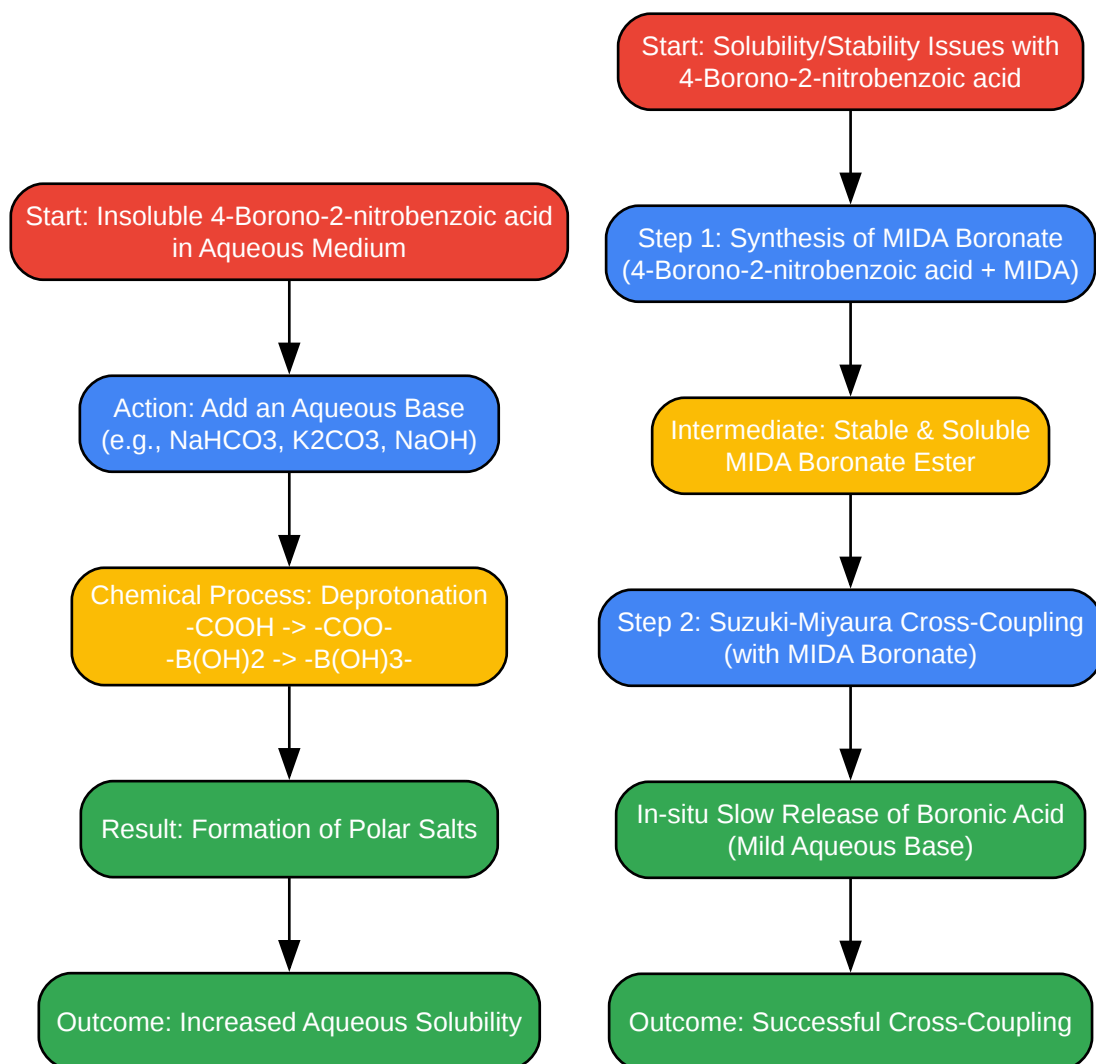 Start: Insoluble 4-Borono-2-nitrobenzoic acid
in Aqueous Medium
Action: Add an Aqueous Base
(e.g., NaHCO3, K2CO3, NaOH)
Chemical Process: Deprotonation
-COOH -> -COO-
-B(OH)2 -> -B(OH)3-
Result: Formation of Polar Salts
Outcome: Increased Aqueous Solubility
Start: Solubility/Stability Issues with
4-Borono-2-nitrobenzoic acid
Step 1: Synthesis of MIDA Boronate
(4-Borono-2-nitrobenzoic acid + MIDA)
Intermediate: Stable & Soluble
MIDA Boronate Ester
Step 2: Suzuki-Miyaura Cross-Coupling
(with MIDA Boronate)
In-situ Slow Release of Boronic Acid
(Mild Aqueous Base)
Outcome: Successful Cross-Coupling